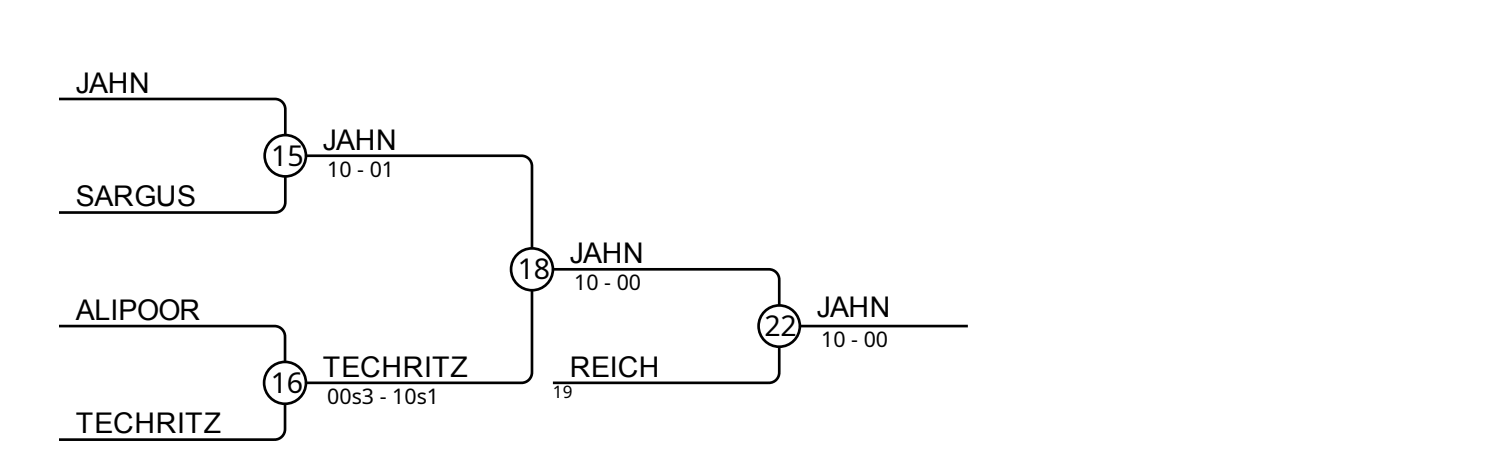 JAHN
15
JAHN
10 - 01
SARGUS
18
JAHN
10 - 00
ALIPOOR
22
JAHN
10 - 00
16
TECHRITZ
00s3 - 10s1
REICH
19
TECHRITZ